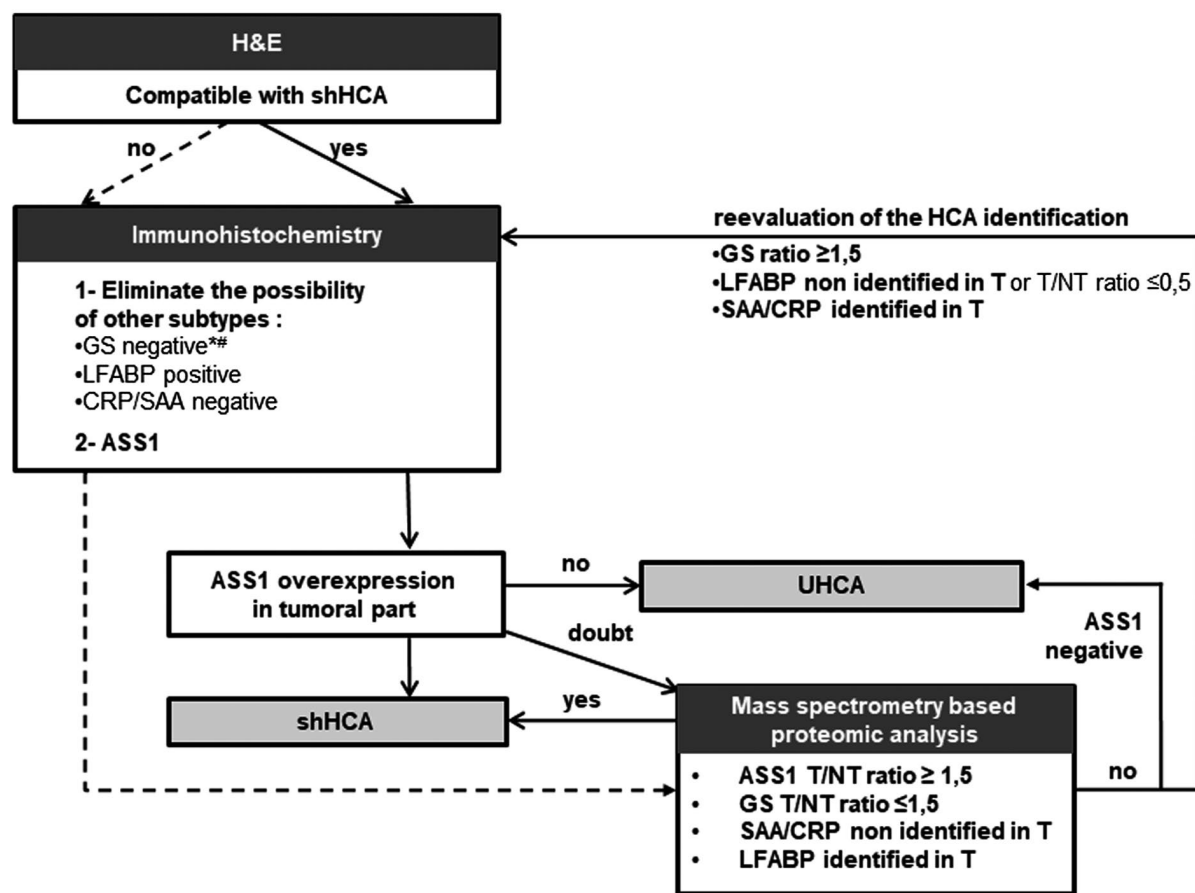 H&E
Compatible with shHCA
no
yes
Immunohistochemistry
1- Eliminate the possibility
of other subtypes :
•GS negative*#
•LFABP positive
•CRP/SAA negative
2- ASS1
reevaluation of the HCA identification
•GS ratio ≥1,5
•LFABP non identified in T or T/NT ratio ≤0,5
•SAA/CRP identified in T
ASS1 overexpression
in tumoral part
no
UHCA
doubt
ASS1
negative
shHCA
yes
Mass spectrometry based
proteomic analysis
• ASS1 T/NT ratio ≥ 1,5
• GS T/NT ratio ≤1,5
• SAA/CRP non identified in T
• LFABP identified in T
no